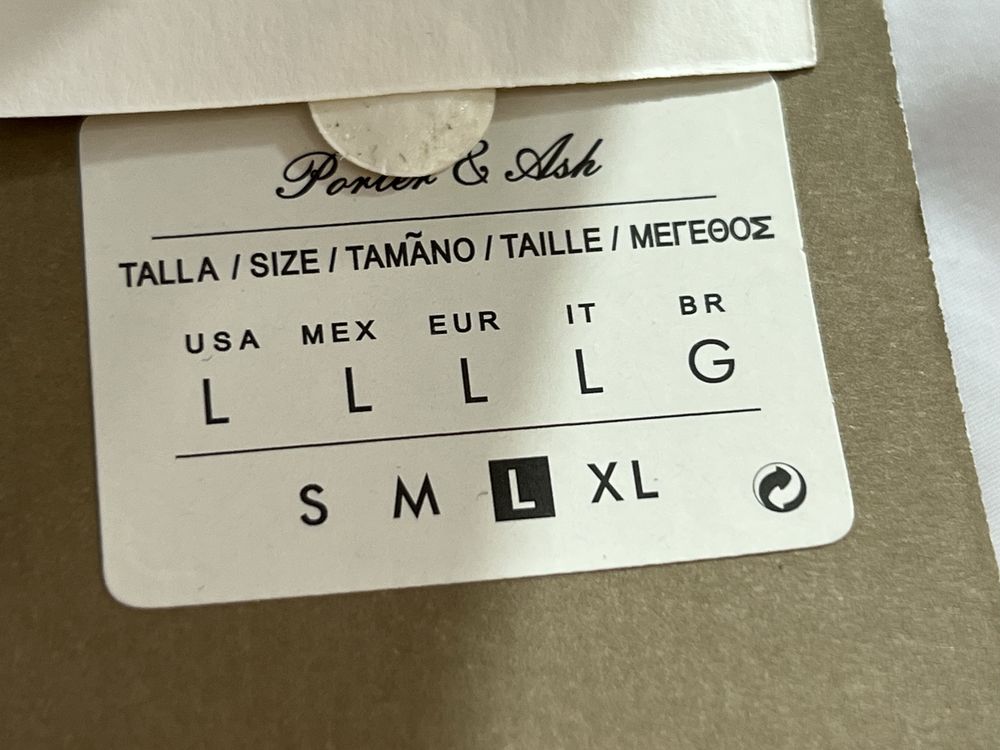 Porter & Ash
TALLA / SIZE / TAMÃNO / TAILLE / ΜΕΓΕΘΟΣ
USA MEX EUR IT BR
L L L L G
S M L XL